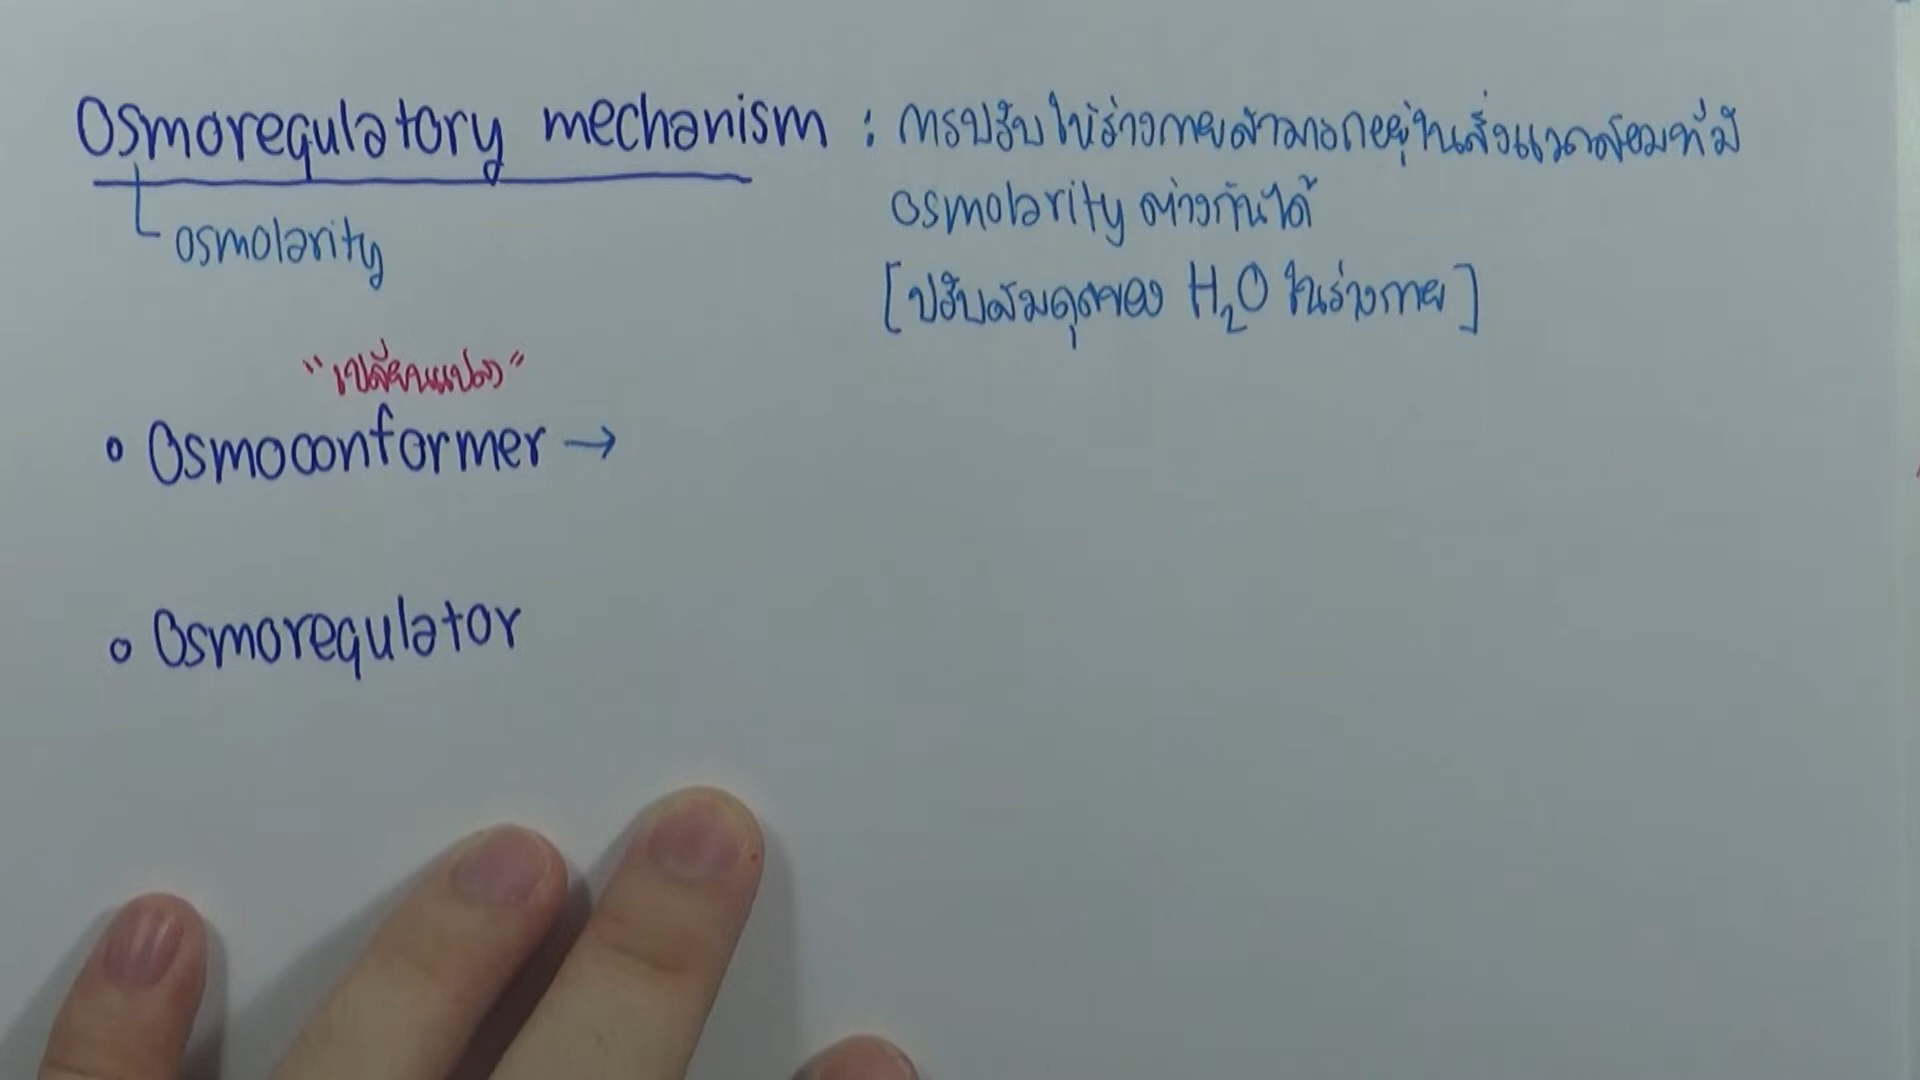 Osmoregulatory mechanism : การปรับให้ร่างกายสามารถอยู่ในสิ่งแวดล้อมที่มี
osmolarity ต่างกันได้
osmolarity
[ปรับสมดุลของ H₂O ในร่างกาย]
"เปลี่ยนแปลง"
• Osmoconformer →
• Osmoregulator